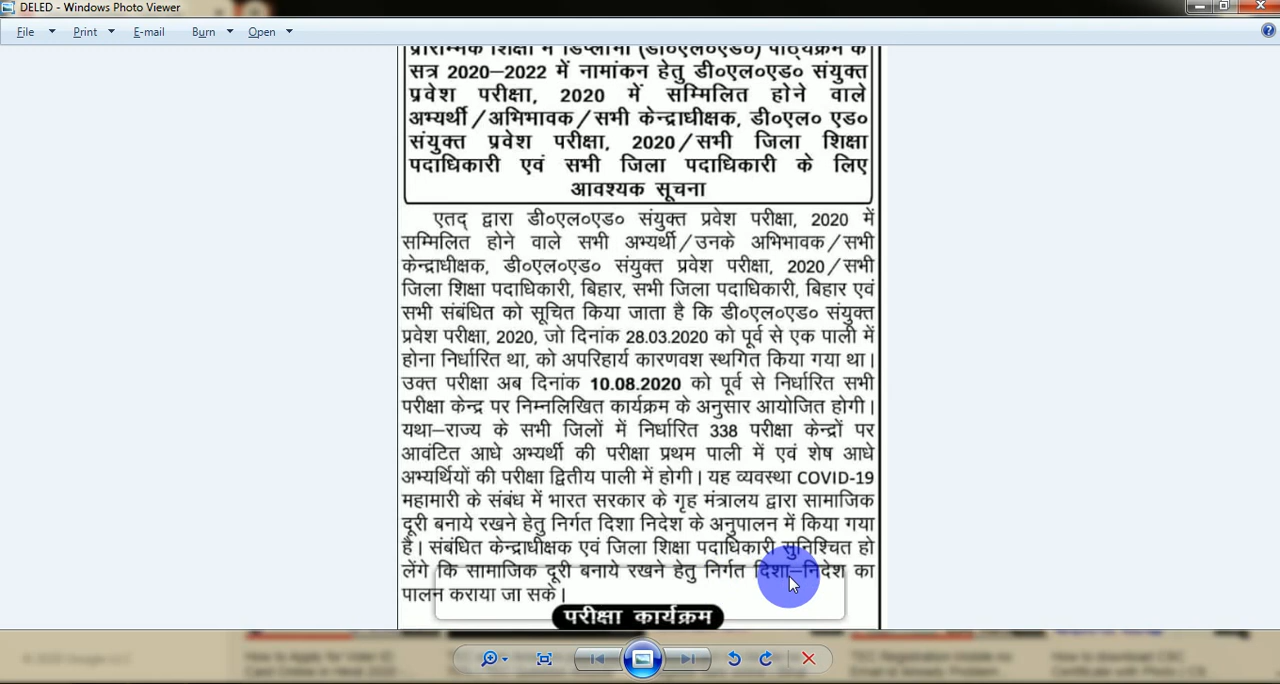 DELED - Windows Photo Viewer
File Print E-mail Burn Open
प्रारम्भिक शिक्षा में डिप्लोमा (डी०एल०एड०) पाठ्यक्रम के
सत्र 2020–2022 में नामांकन हेतु डी०एल०एड० संयुक्त
प्रवेश परीक्षा, 2020 में सम्मिलित होने वाले
अभ्यर्थी/अभिभावक/सभी केन्द्राधीक्षक, डी०एल० एड०
संयुक्त प्रवेश परीक्षा, 2020/सभी जिला शिक्षा
पदाधिकारी एवं सभी जिला पदाधिकारी के लिए
आवश्यक सूचना
एतद् द्वारा डी०एल०एड० संयुक्त प्रवेश परीक्षा, 2020 में
सम्मिलित होने वाले सभी अभ्यर्थी/उनके अभिभावक/सभी
केन्द्राधीक्षक, डी०एल०एड० संयुक्त प्रवेश परीक्षा, 2020/सभी
जिला शिक्षा पदाधिकारी, बिहार, सभी जिला पदाधिकारी, बिहार एवं
सभी संबंधित को सूचित किया जाता है कि डी०एल०एड० संयुक्त
प्रवेश परीक्षा, 2020, जो दिनांक 28.03.2020 को पूर्व से एक पाली में
होना निर्धारित था, को अपरिहार्य कारणवश स्थगित किया गया था।
उक्त परीक्षा अब दिनांक 10.08.2020 को पूर्व से निर्धारित सभी
परीक्षा केन्द्र पर निम्नलिखित कार्यक्रम के अनुसार आयोजित होगी।
यथा–राज्य के सभी जिलों में निर्धारित 338 परीक्षा केन्द्रों पर
आवंटित आधे अभ्यर्थी की परीक्षा प्रथम पाली में एवं शेष आधे
अभ्यर्थियों की परीक्षा द्वितीय पाली में होगी। यह व्यवस्था COVID-19
महामारी के संबंध में भारत सरकार के गृह मंत्रालय द्वारा सामाजिक
दूरी बनाये रखने हेतु निर्गत दिशा निदेश के अनुपालन में किया गया
है। संबंधित केन्द्राधीक्षक एवं जिला शिक्षा पदाधिकारी सुनिश्चित हो
लेंगे कि सामाजिक दूरी बनाये रखने हेतु निर्गत दिशा–निदेश का
पालन कराया जा सके।
परीक्षा कार्यक्रम